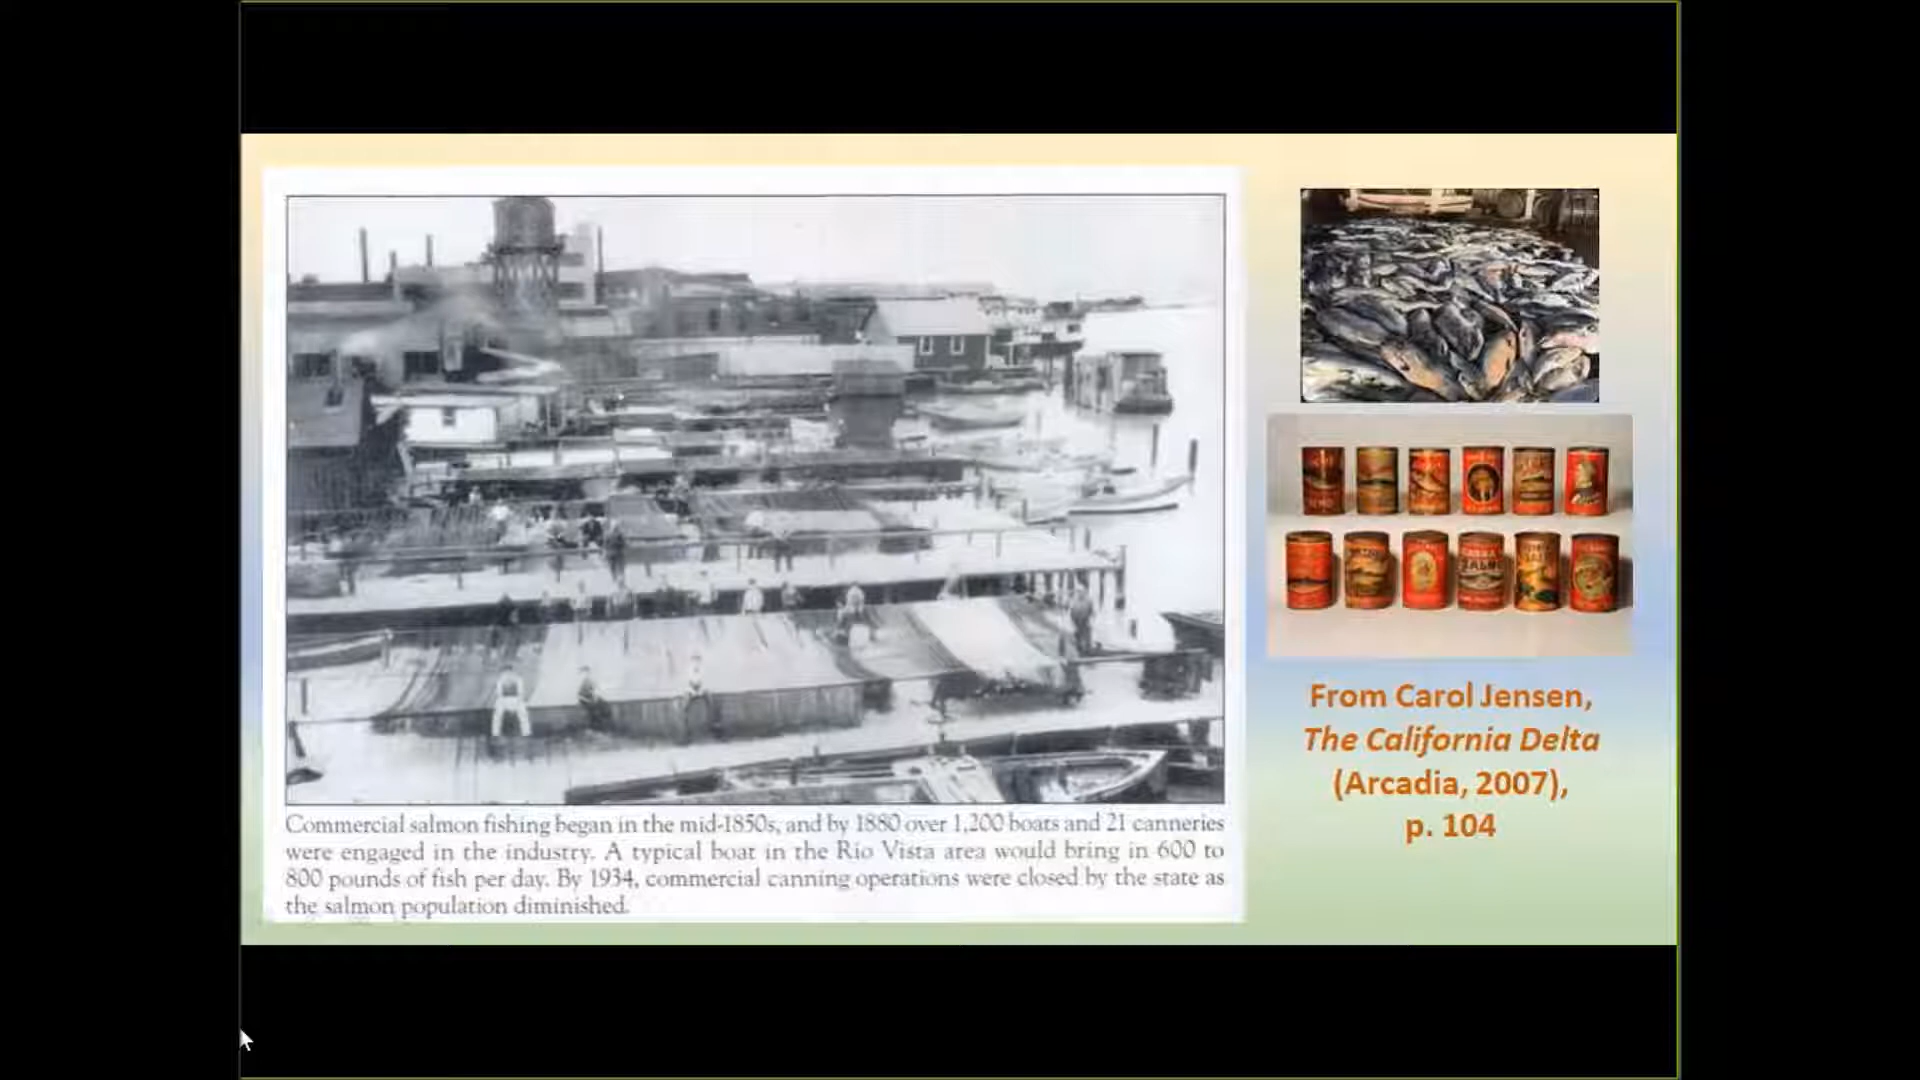 Commercial salmon fishing began in the mid-1850s, and by 1880 over 1,200 boats and 21 canneries
were engaged in the industry. A typical boat in the Rio Vista area would bring in 600 to
800 pounds of fish per day. By 1934, commercial canning operations were closed by the state as
the salmon population diminished.
From Carol Jensen,
The California Delta
(Arcadia, 2007),
p. 104